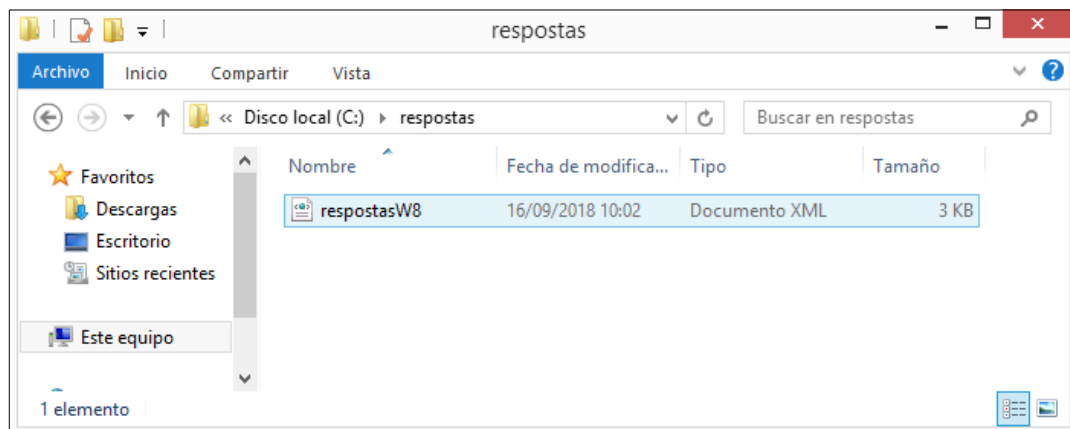 respostas
Archivo Inicio Compartir Vista
« Disco local (C:) respostas Buscar en respostas
Favoritos
Descargas
Escritorio
Sitios recientes
Este equipo
Nombre Fecha de modifica... Tipo Tamaño
respostasW8 16/09/2018 10:02 Documento XML 3 KB
1 elemento